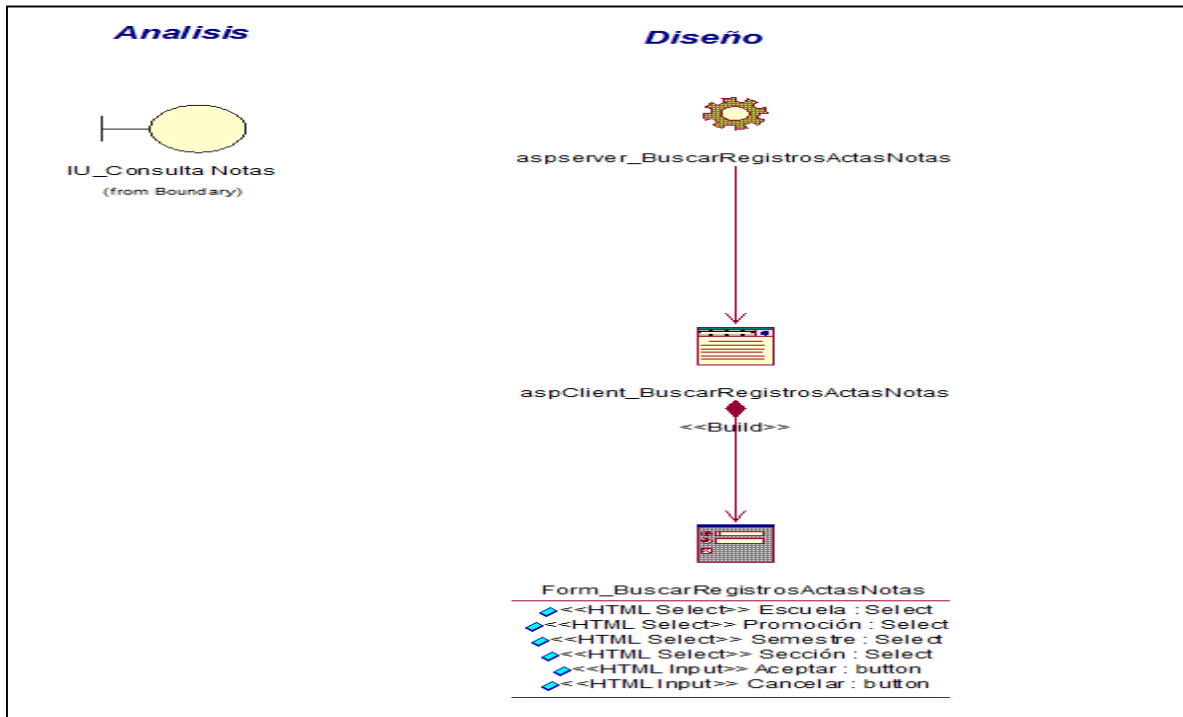 Analisis
Diseño
IU_Consulta Notas
(from Boundary)
aspserver_BuscarRegistrosActasNotas
aspClient_BuscarRegistrosActasNotas
<<Build>>
Form_BuscarRegistrosActasNotas
<<HTML Select>> Escuela : Select
<<HTML Select>> Promoción : Select
<<HTML Select>> Semestre : Select
<<HTML Select>> Sección : Select
<<HTML Input>> Aceptar : button
<<HTML Input>> Cancelar : button